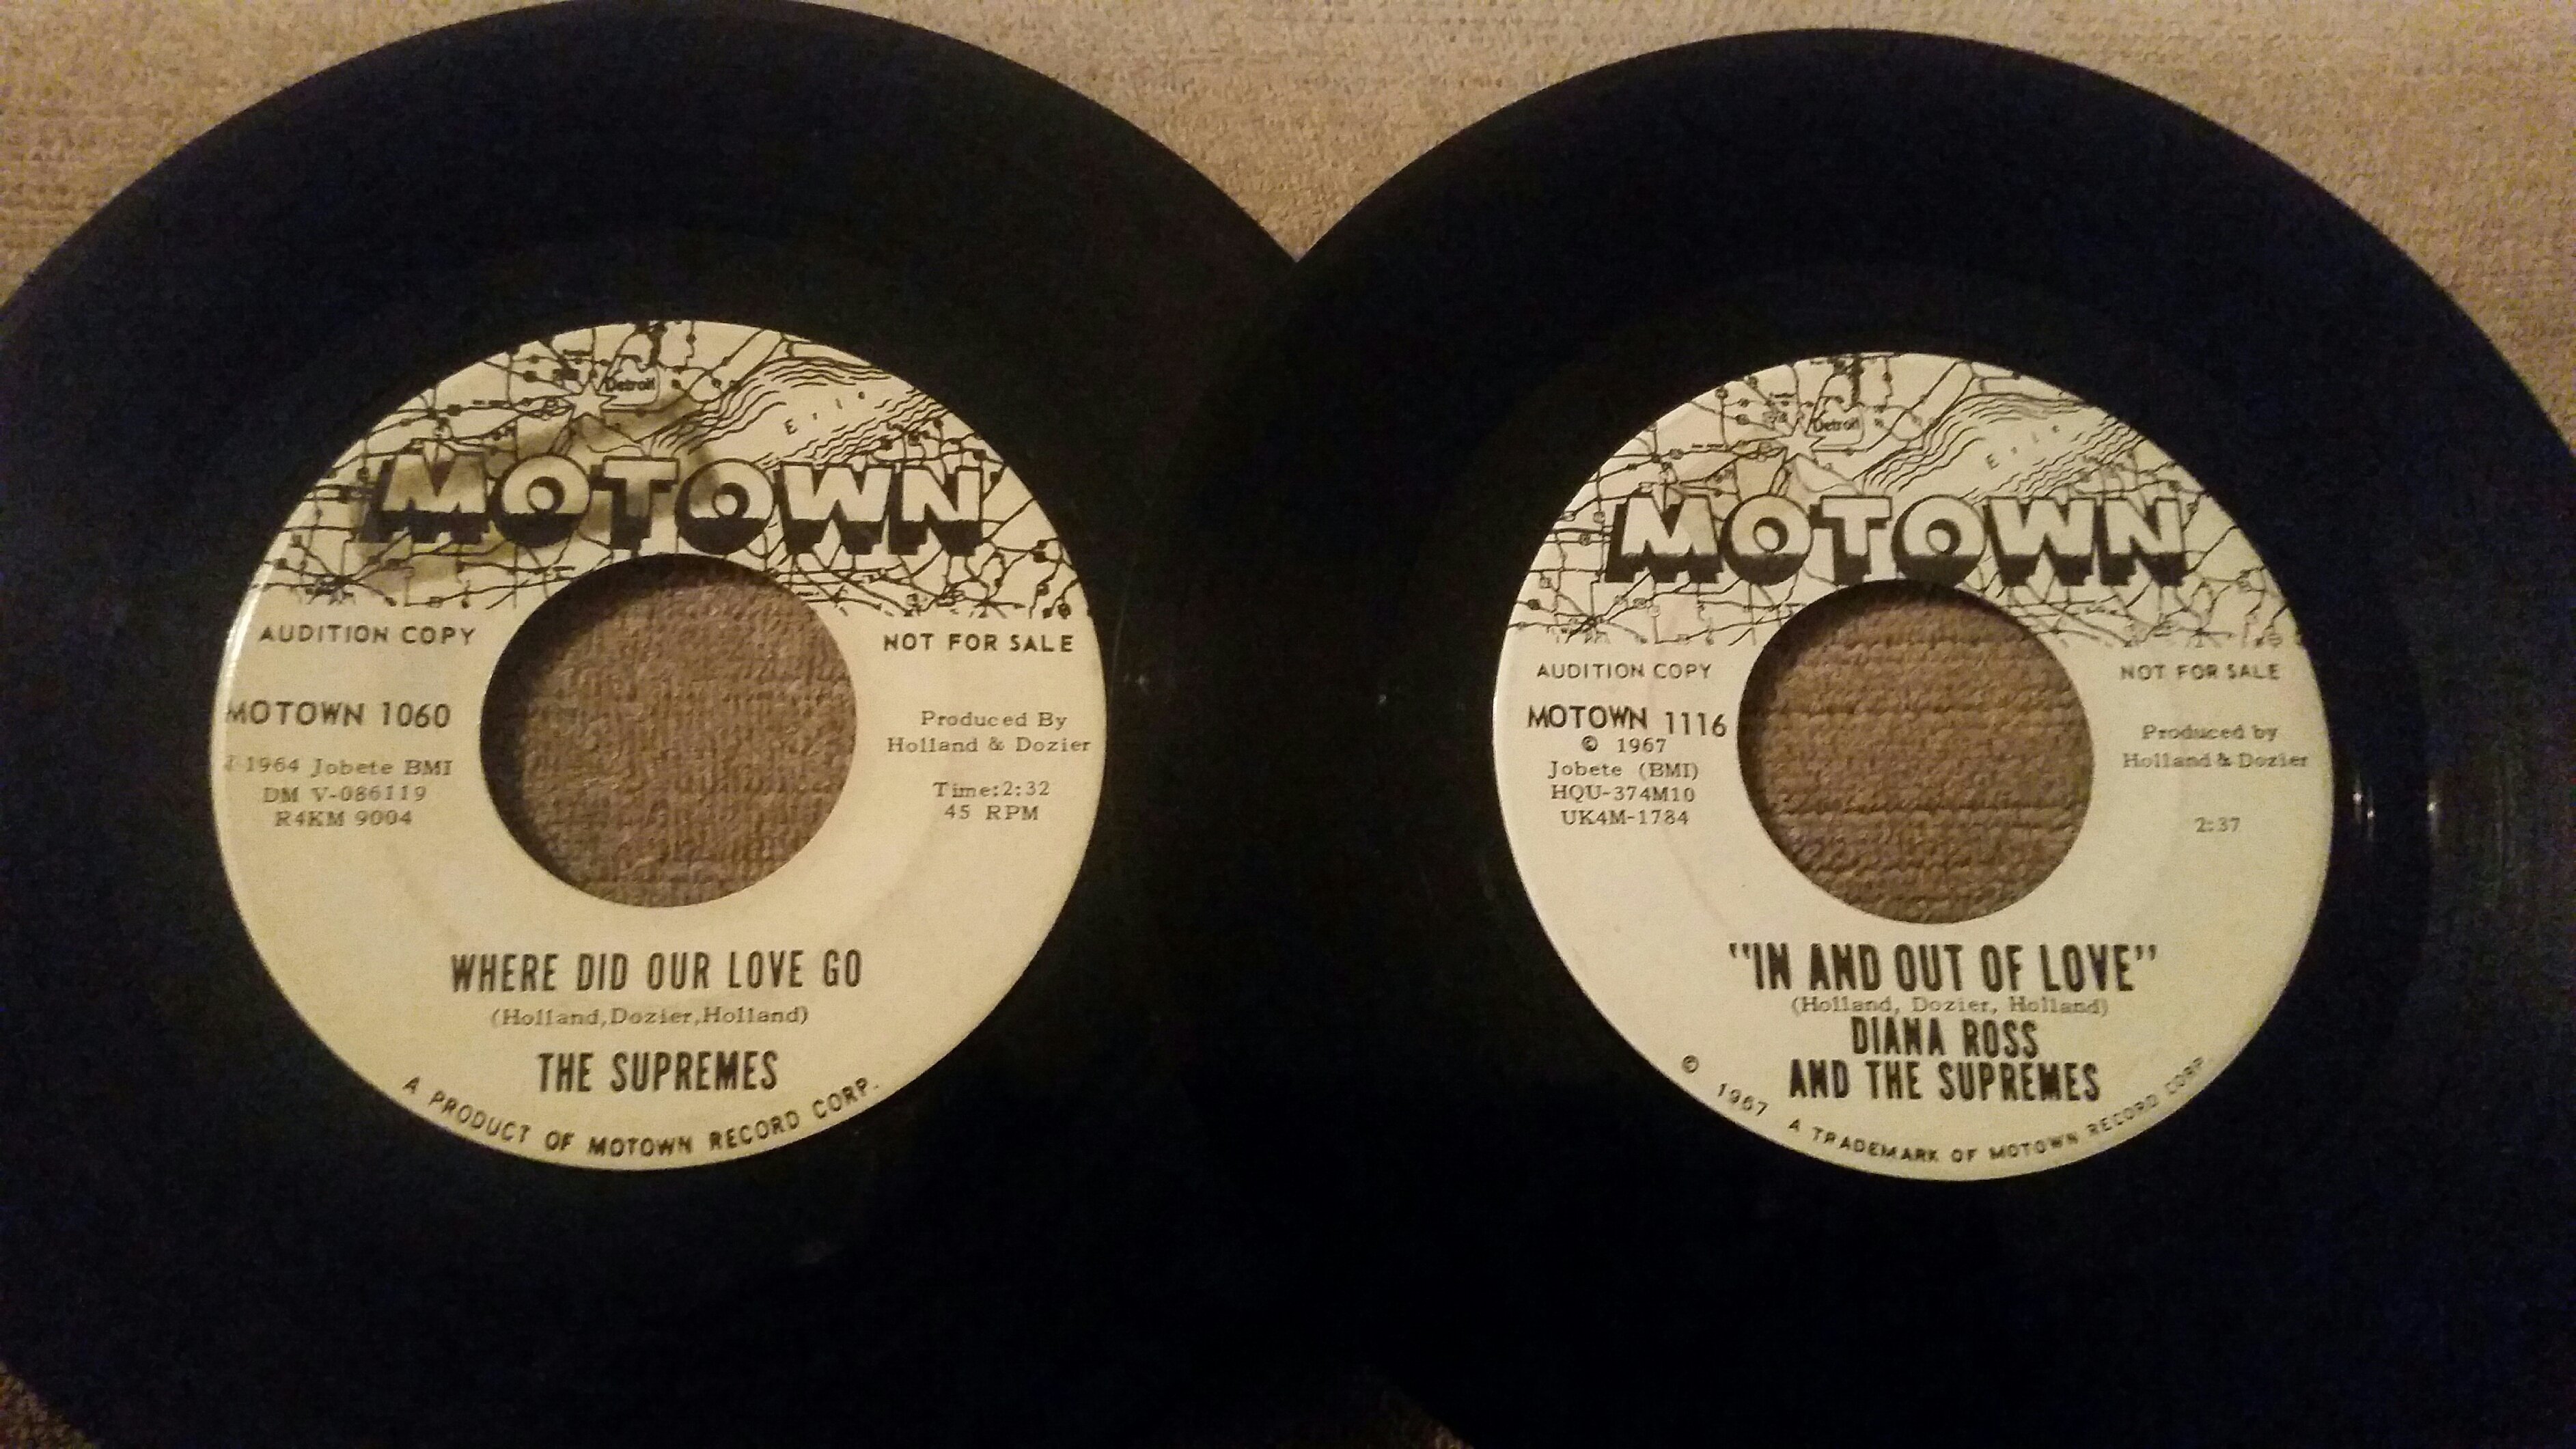 Detroit
Erie
MOTOWN
AUDITION COPY
NOT FOR SALE
MOTOWN 1060
1964 Jobete BMI
DM V-086119
R4KM 9004
Produced By
Holland & Dozier
Time:2:32
45 RPM
WHERE DID OUR LOVE GO
(Holland,Dozier,Holland)
THE SUPREMES
A PRODUCT OF MOTOWN RECORD CORP.
Detroit
Erie
MOTOWN
AUDITION COPY
NOT FOR SALE
MOTOWN 1116
© 1967
Jobete (BMI)
HQU-374M10
UK4M-1784
Produced by
Holland & Dozier
2:37
"IN AND OUT OF LOVE"
(Holland, Dozier, Holland)
DIANA ROSS
AND THE SUPREMES
© 1967 A TRADEMARK OF MOTOWN RECORD CORP.